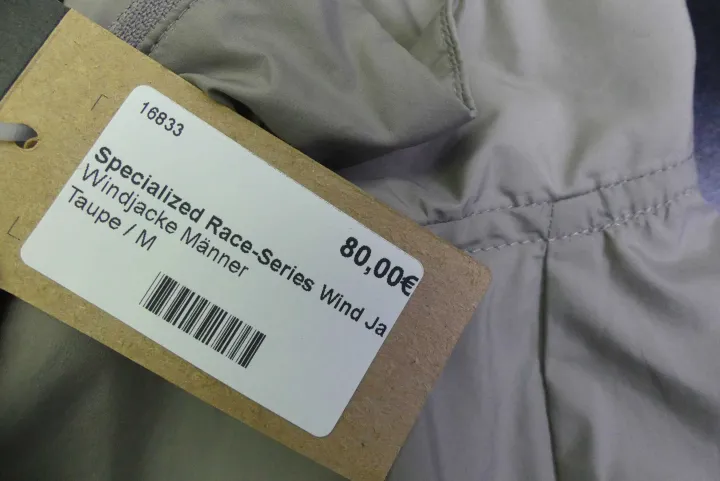 16833
80,00€
Specialized Race-Series Wind Ja
Windjacke Männer
Taupe / M